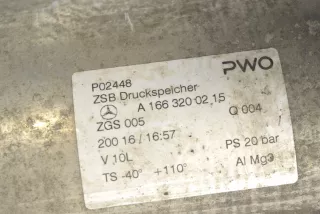 P02448
PWO
ZSB Druckspeicher
A 166 320 02 15
ZGS 005 Q 004
200 16 / 16:57
V 10L PS 20 bar
TS -40° +110° Al Mg3